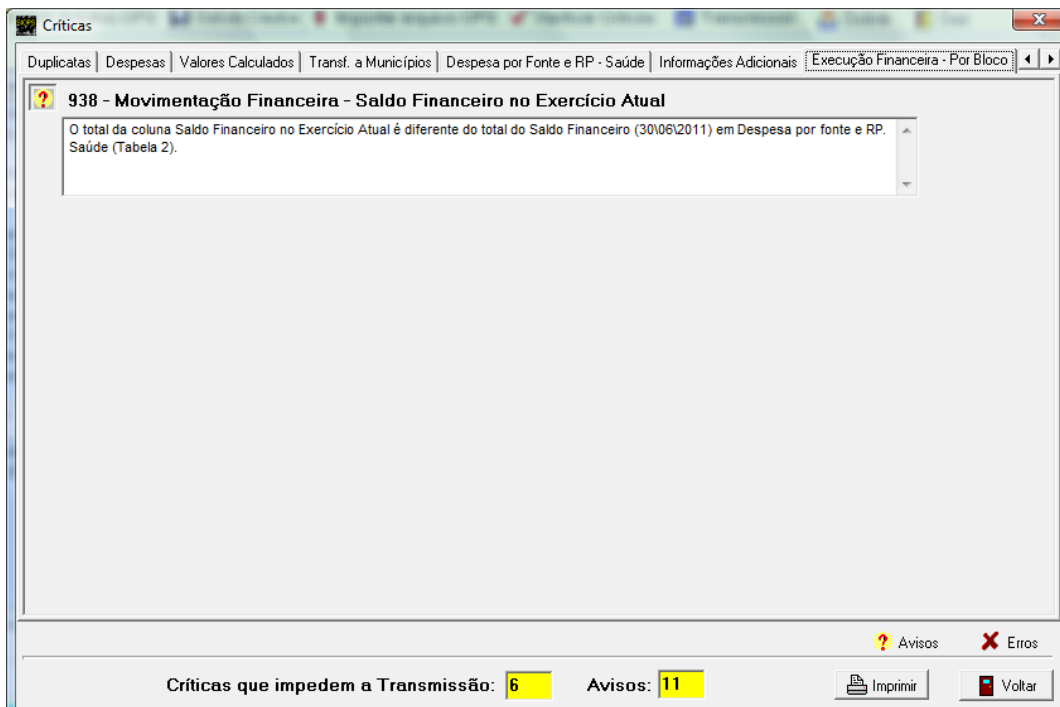 Críticas
Duplicatas Despesas Valores Calculados Transf. a Municípios Despesa por Fonte e RP - Saúde Informações Adicionais Execução Financeira - Por Bloco
938 - Movimentação Financeira - Saldo Financeiro no Exercício Atual
O total da coluna Saldo Financeiro no Exercício Atual é diferente do total do Saldo Financeiro (30\06\2011) em Despesa por fonte e RP.
Saúde (Tabela 2).
? Avisos X Erros
Críticas que impedem a Transmissão: 6 Avisos: 11 Imprimir Voltar